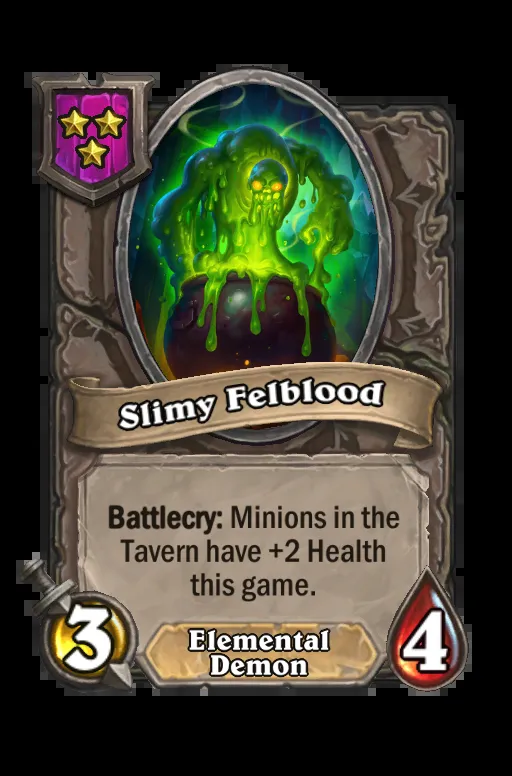 Slimy Felblood
Battlecry: Minions in the
Tavern have +2 Health
this game.
3
Elemental
Demon
4